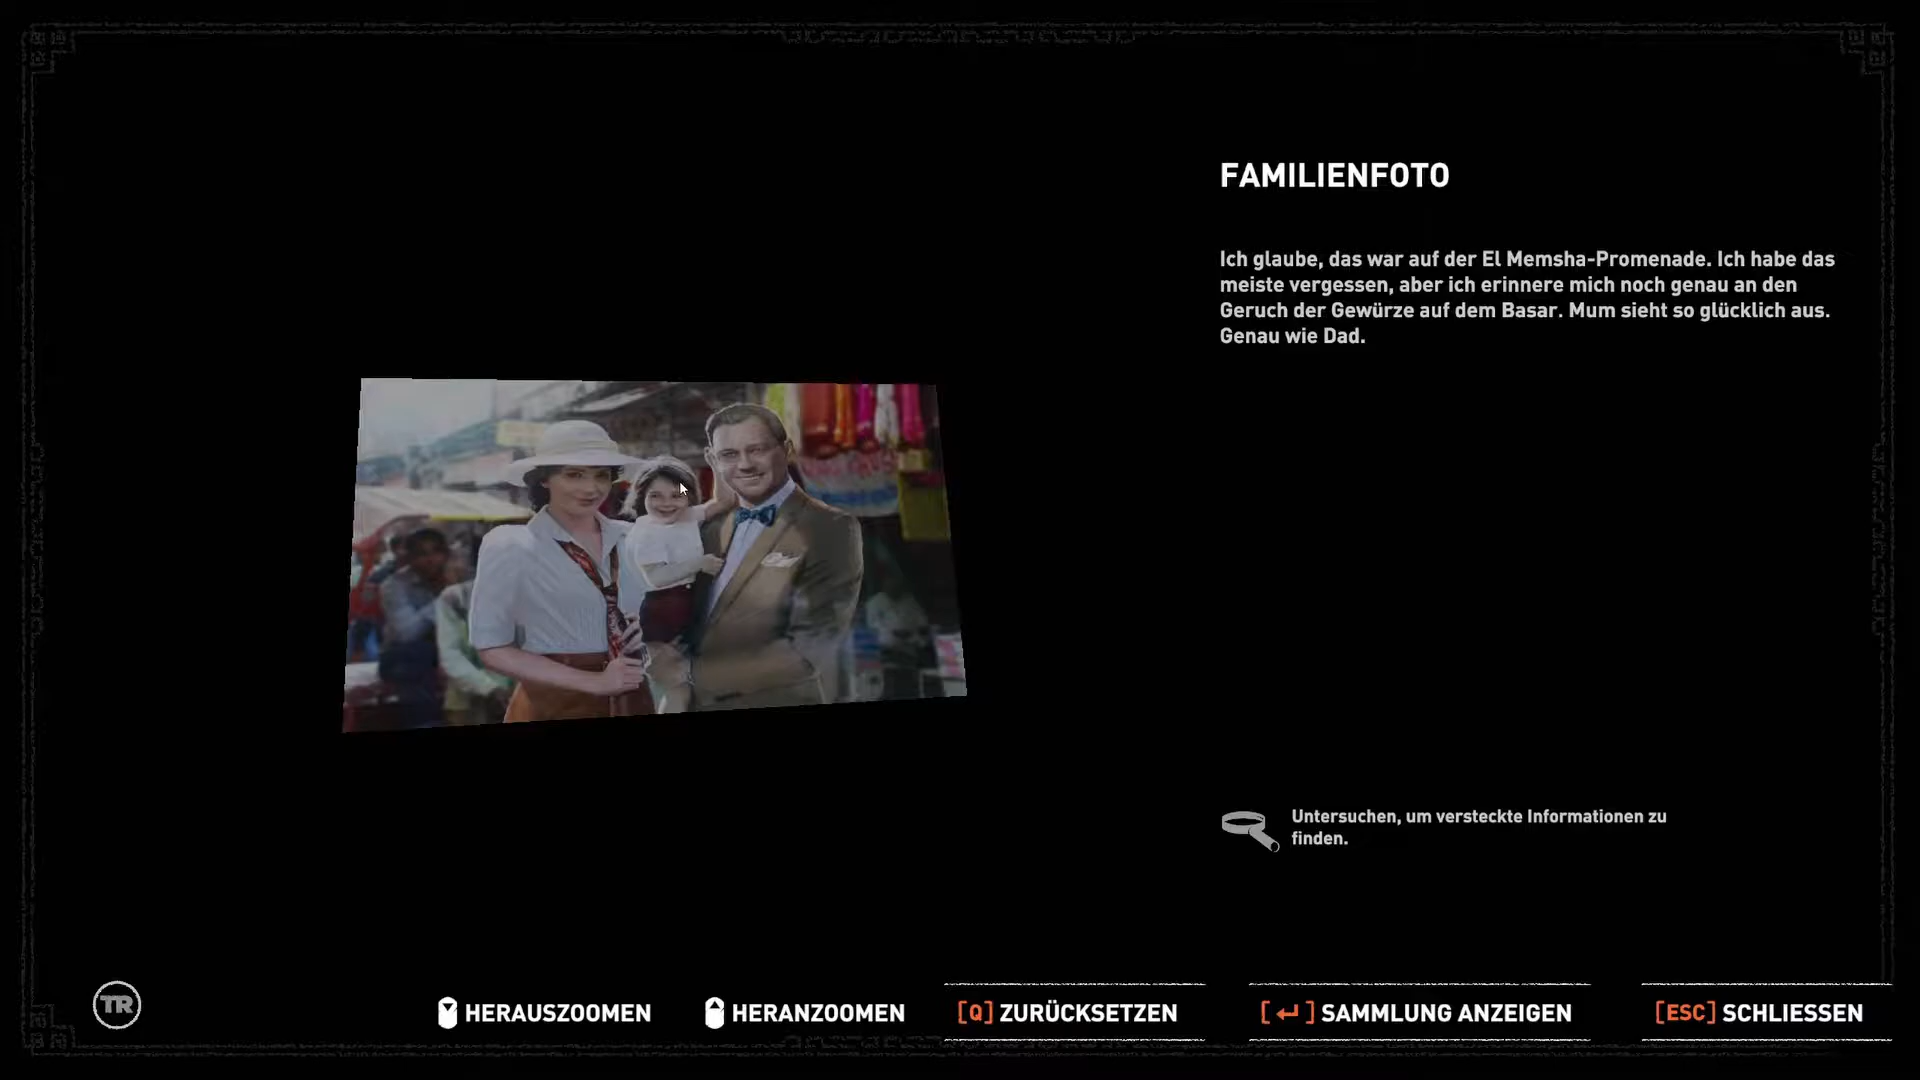 FAMILIENFOTO
Ich glaube, das war auf der El Memsha-Promenade. Ich habe das
meiste vergessen, aber ich erinnere mich noch genau an den
Geruch der Gewürze auf dem Basar. Mum sieht so glücklich aus.
Genau wie Dad.
Untersuchen, um versteckte Informationen zu
finden.
TR
HERAUSZOOMEN
HERANZOOMEN
[Q] ZURÜCKSETZEN
[↵] SAMMLUNG ANZEIGEN
[ESC] SCHLIESSEN